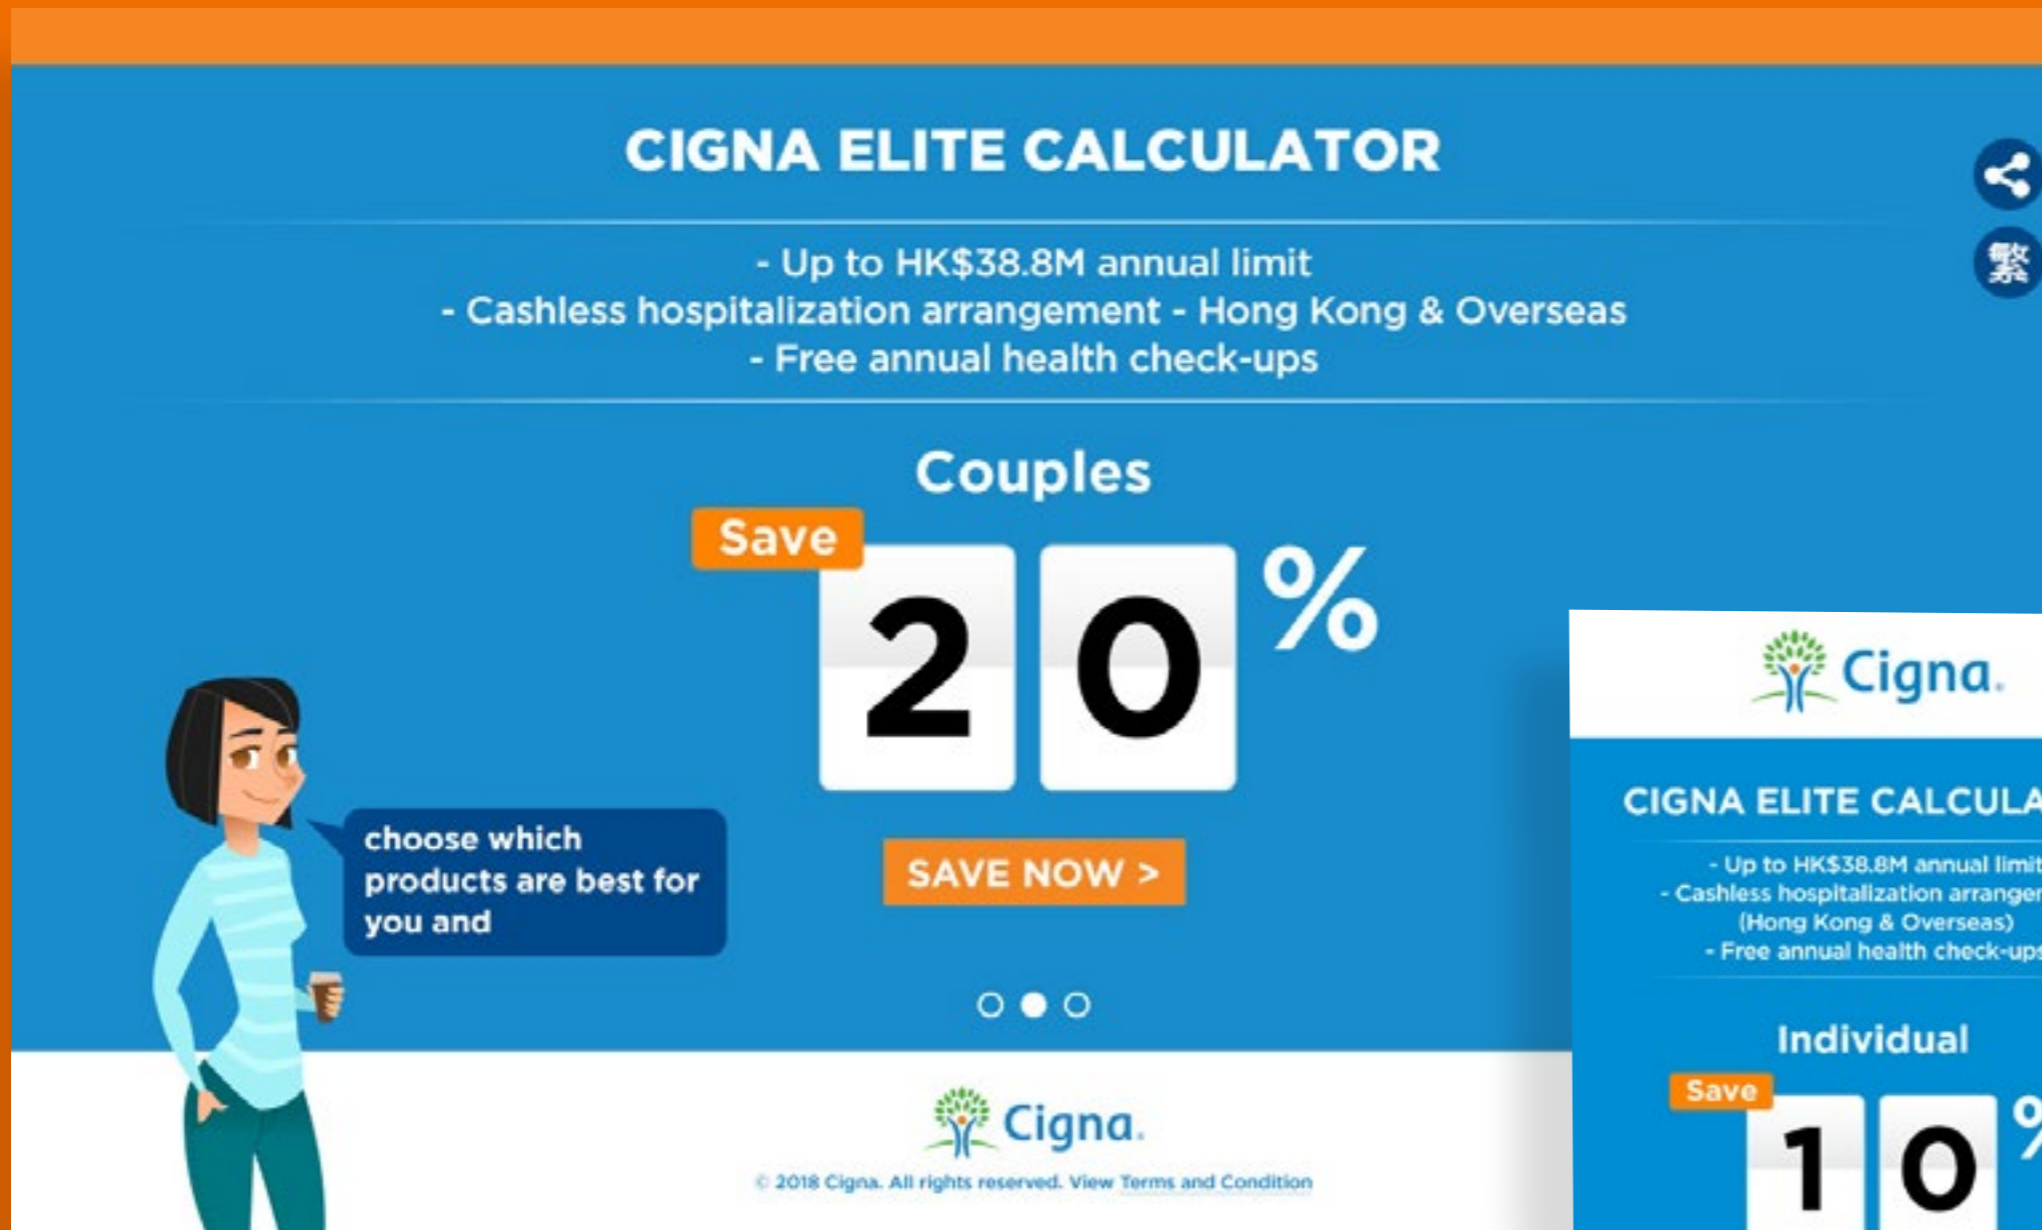 CIGNA ELITE CALCULATOR
- Up to HK$38.8M annual limit
- Cashless hospitalization arrangement - Hong Kong & Overseas
- Free annual health check-ups
繁
Couples
Save
20%
choose which
products are best for
you and
SAVE NOW >
Cigna.
© 2018 Cigna. All rights reserved. View Terms and Condition
Cigna.
CIGNA ELITE CALCULA
- Up to HK$38.8M annual limit
- Cashless hospitalization arranger
(Hong Kong & Overseas)
- Free annual health check-ups
Individual
Save
10%